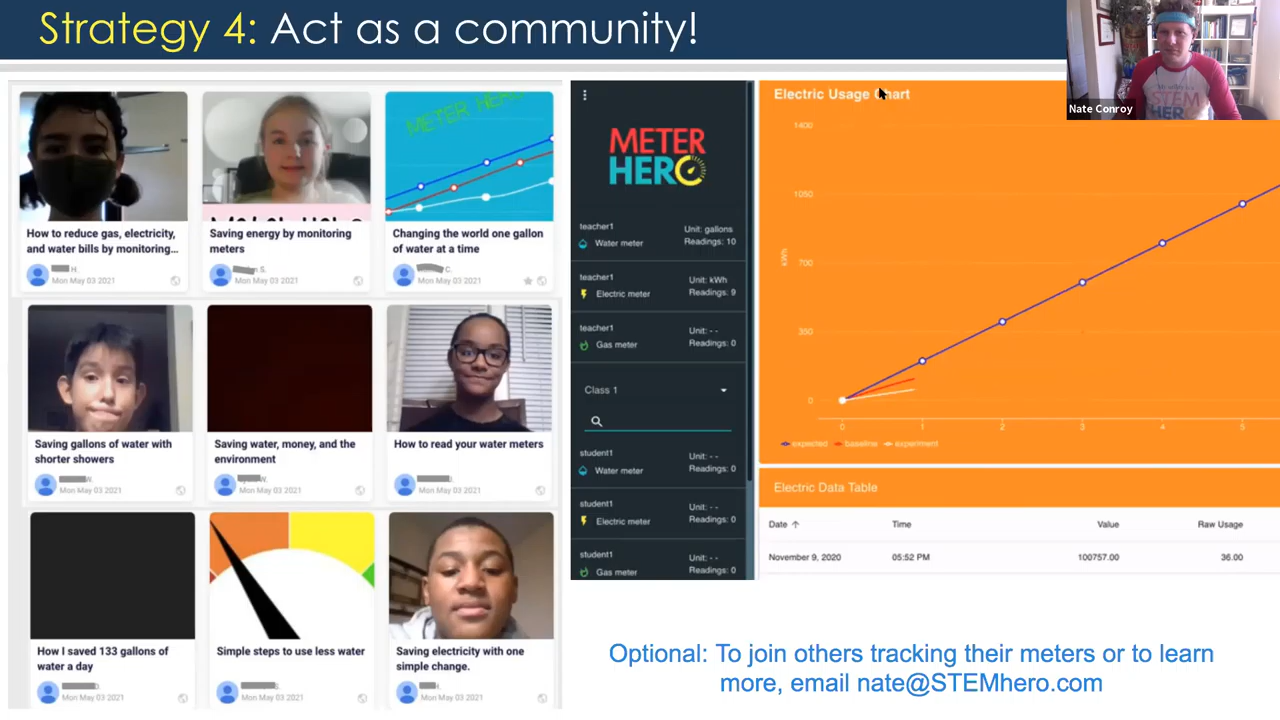 Strategy 4: Act as a community!
Nate Conroy
STEM
HERO
METER HERO
How to reduce gas, electricity,
and water bills by monitoring...
H.
Mon May 03 2021
Saving energy by monitoring
meters
S.
Mon May 03 2021
Changing the world one gallon
of water at a time
C.
Mon May 03 2021
Saving gallons of water with
shorter showers
W.
Mon May 03 2021
Saving water, money, and the
environment
W.
Mon May 03 2021
How to read your water meters
Mon May 03 2021
How I saved 133 gallons of
water a day
Mon May 03 2021
Simple steps to use less water
Mon May 03 2021
Saving electricity with one
simple change.
Mon May 03 2021
METER
HERO
teacher1
Water meter
Unit: gallons
Readings: 10
teacher1
Electric meter
Unit: kWh
Readings: 9
teacher1
Gas meter
Unit: - -
Readings: 0
Class 1
student1
Water meter
Unit: - -
Readings: 0
student1
Electric meter
Unit: - -
Readings: 0
student1
Gas meter
Unit: - -
Readings: 0
Electric Usage Chart
1400
1050
700
350
0
kWh
0 1 2 3 4 5
expected baseline experiment
Electric Data Table
Date Time Value Raw Usage
November 9, 2020 05:52 PM 100757.00 36.00
Optional: To join others tracking their meters or to learn
more, email nate@STEMhero.com